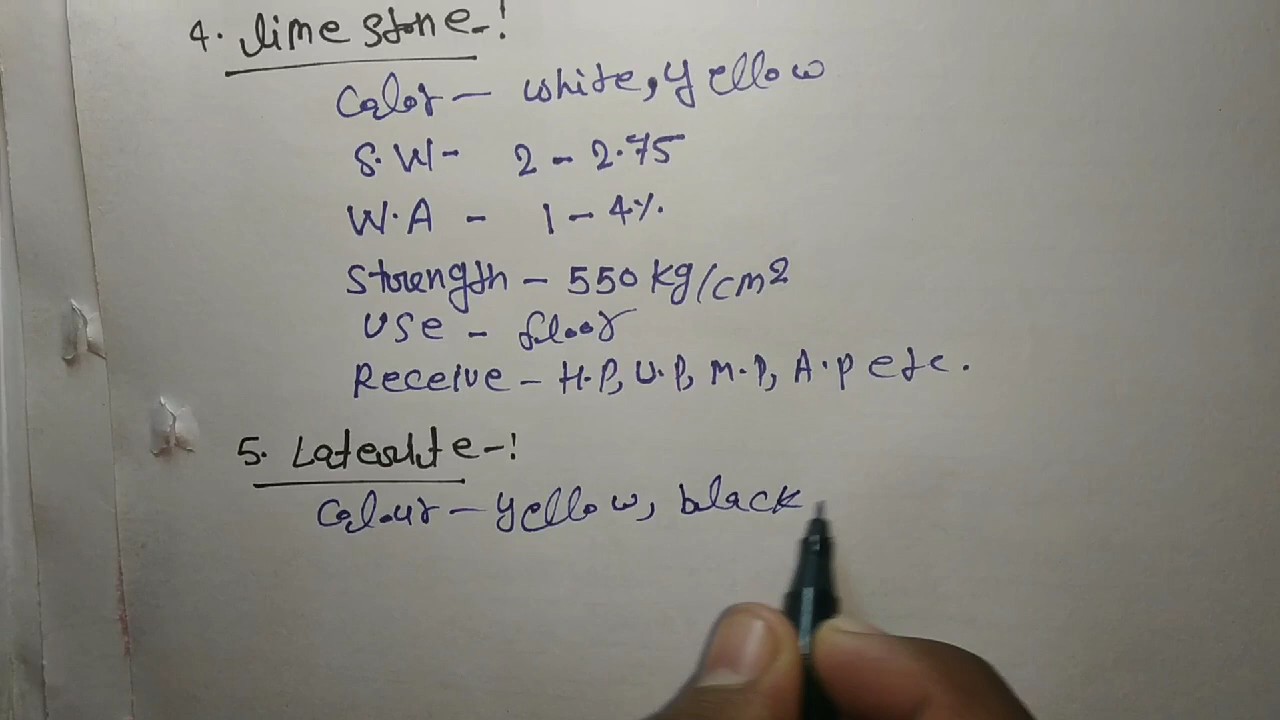 4. Lime stone-!
Color - white, Yellow
S.W - 2 - 2.75
W.A - 1 - 4%.
Strength - 550 kg/cm2
USe - floor
Receive - H.P, U.P, M.P, A.p etc.
5. Laterite-!
Colour - yellow, black